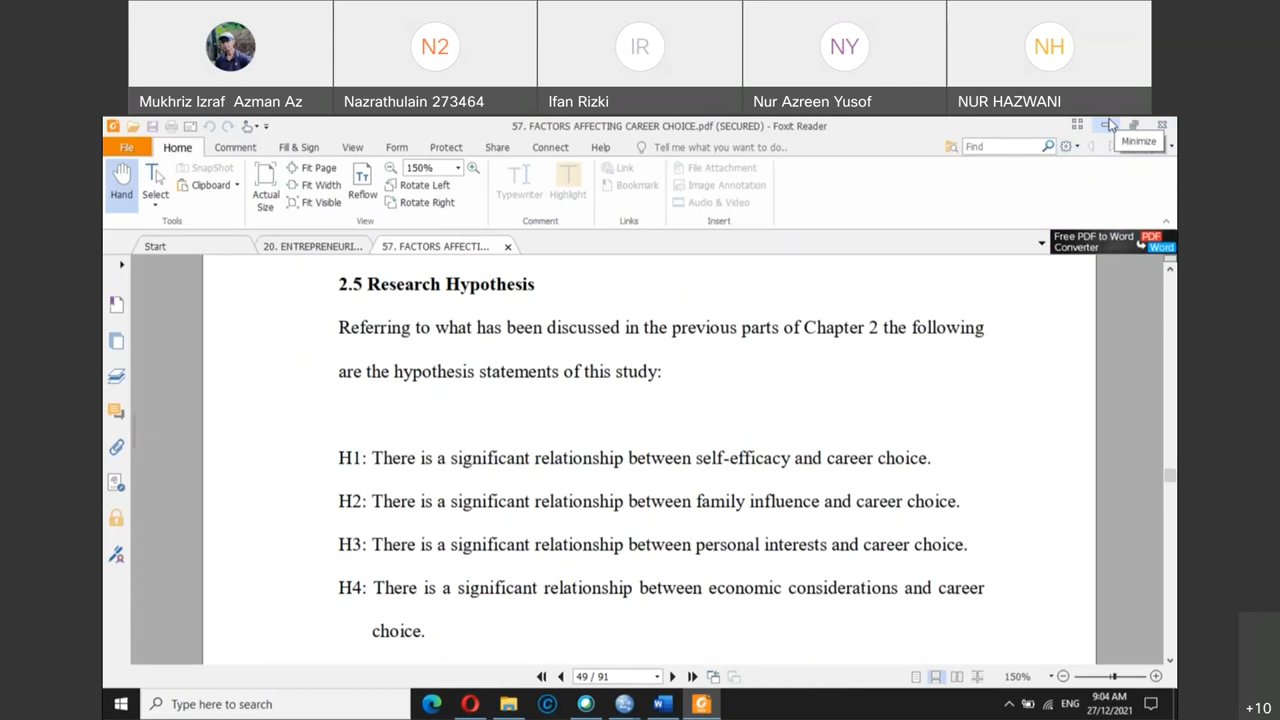 N2
IR
NY
NH
Mukhriz Izraf Azman Az
Nazrathulain 273464
Ifan Rizki
Nur Azreen Yusof
NUR HAZWANI
57. FACTORS AFFECTING CAREER CHOICE.pdf (SECURED) - Foxit Reader
Minimize
File
Home
Comment
Fill & Sign
View
Form
Protect
Share
Connect
Help
Tell me what you want to do..
Find
Hand
Select
SnapShot
Clipboard
Actual Size
Fit Page
Fit Width
Fit Visible
Reflow
150%
Rotate Left
Rotate Right
Typewriter
Highlight
Link
Bookmark
File Attachment
Image Annotation
Audio & Video
Tools
View
Comment
Links
Insert
Start
20. ENTREPRENEURI...
57. FACTORS AFFECTI...
Free PDF to Word
Converter
PDF
Word
2.5 Research Hypothesis
Referring to what has been discussed in the previous parts of Chapter 2 the following
are the hypothesis statements of this study:
H1: There is a significant relationship between self-efficacy and career choice.
H2: There is a significant relationship between family influence and career choice.
H3: There is a significant relationship between personal interests and career choice.
H4: There is a significant relationship between economic considerations and career
choice.
49 / 91
150%
Type here to search
ENG
9:04 AM
27/12/2021
+10